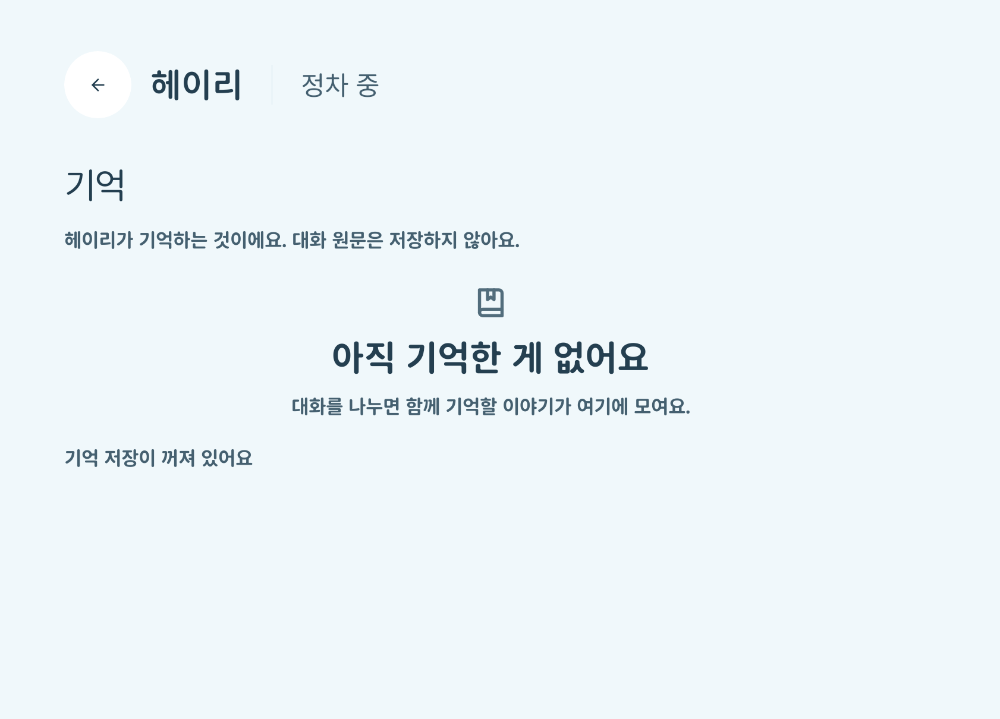 헤이리
정차 중
기억
헤이리가 기억하는 것이에요. 대화 원문은 저장하지 않아요.
아직 기억한 게 없어요
대화를 나누면 함께 기억할 이야기가 여기에 모여요.
기억 저장이 꺼져 있어요